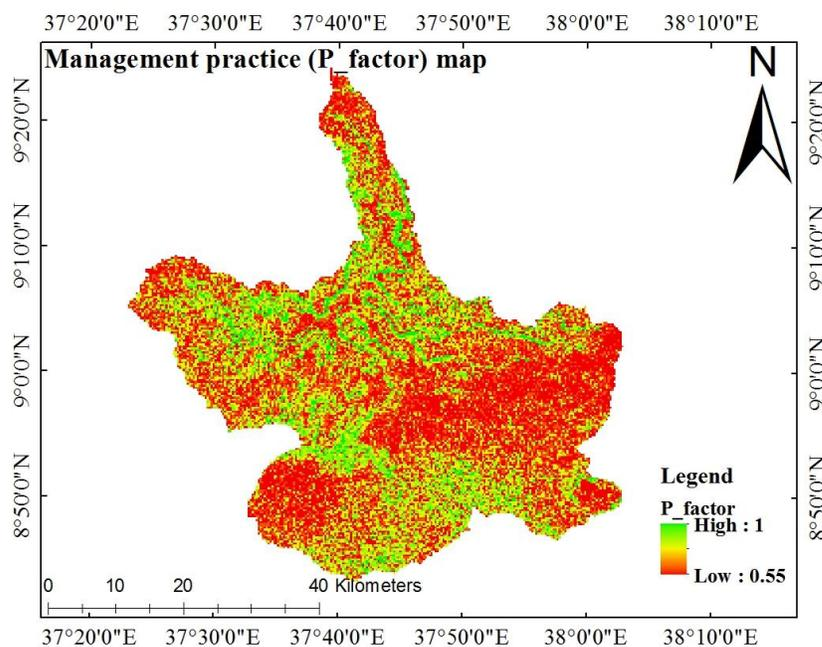 37°20'0"E 37°30'0"E 37°40'0"E 37°50'0"E 38°0'0"E 38°10'0"E
Management practice (P_factor) map
N
9°20'0"N
9°10'0"N
9°0'0"N
8°50'0"N
9°20'0"N
9°10'0"N
9°0'0"N
8°50'0"N
Legend
P_factor
High : 1
Low : 0.55
0 10 20 40 Kilometers
37°20'0"E 37°30'0"E 37°40'0"E 37°50'0"E 38°0'0"E 38°10'0"E